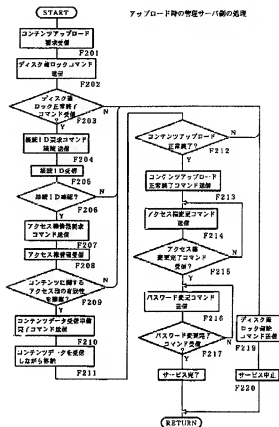 START
アップロード時の管理サーバ側の処理
コンテンツアップロード
要求受信
F201
ディスク蓋ロックコマンド
送信
F202
ディスク蓋
ロック正常終了
コマンド受信?
N
Y
F203
接続ID要求コマンド
送信
F204
接続ID受信
F205
接続ID確認?
N
Y
F206
アクセス権情報要求
コマンド送信
F207
アクセス権情報受信
F208
コンテンツに関する
アクセス権の有効性
を確認?
N
Y
F209
コンテンツデータ受信準備
完了コマンド送信
F210
コンテンツデータを受信
しながら格納
F211
コンテンツアップロード
正常終了?
N
Y
F212
コンテンツアップロード
正常終了コマンド送信
F213
アクセス権変更コマンド
送信
F214
アクセス権
変更完了コマンド
受信?
N
Y
F215
パスワード変更コマンド
送信
F216
パスワード変更完了
コマンド受信?
N
Y
F217
サービス完了
ディスク蓋
ロック解除
コマンド送信
F219
サービス中止
F220
RETURN